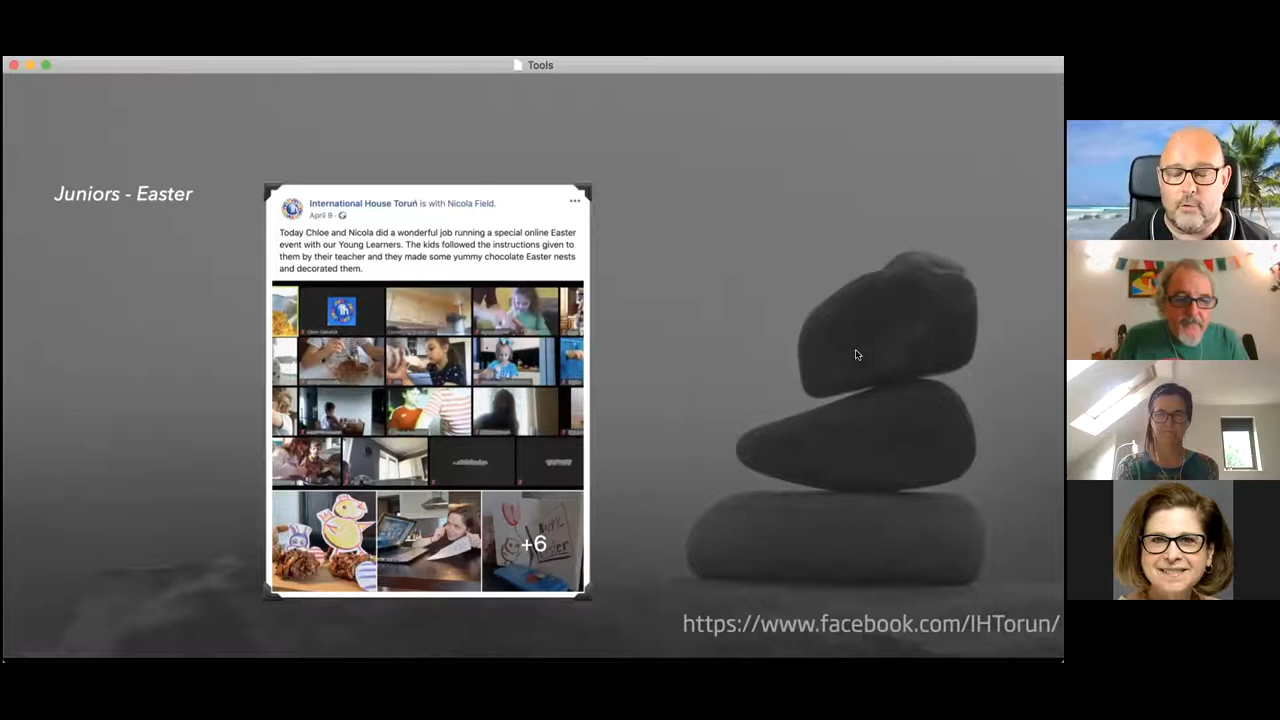 Tools
Juniors - Easter
International House Toruń is with Nicola Field.
April 9
Today Chloe and Nicola did a wonderful job running a special online Easter
event with our Young Learners. The kids followed the instructions given to
them by their teacher and they made some yummy chocolate Easter nests
and decorated them.
ih
+6
Easter
https://www.facebook.com/IHTorun/